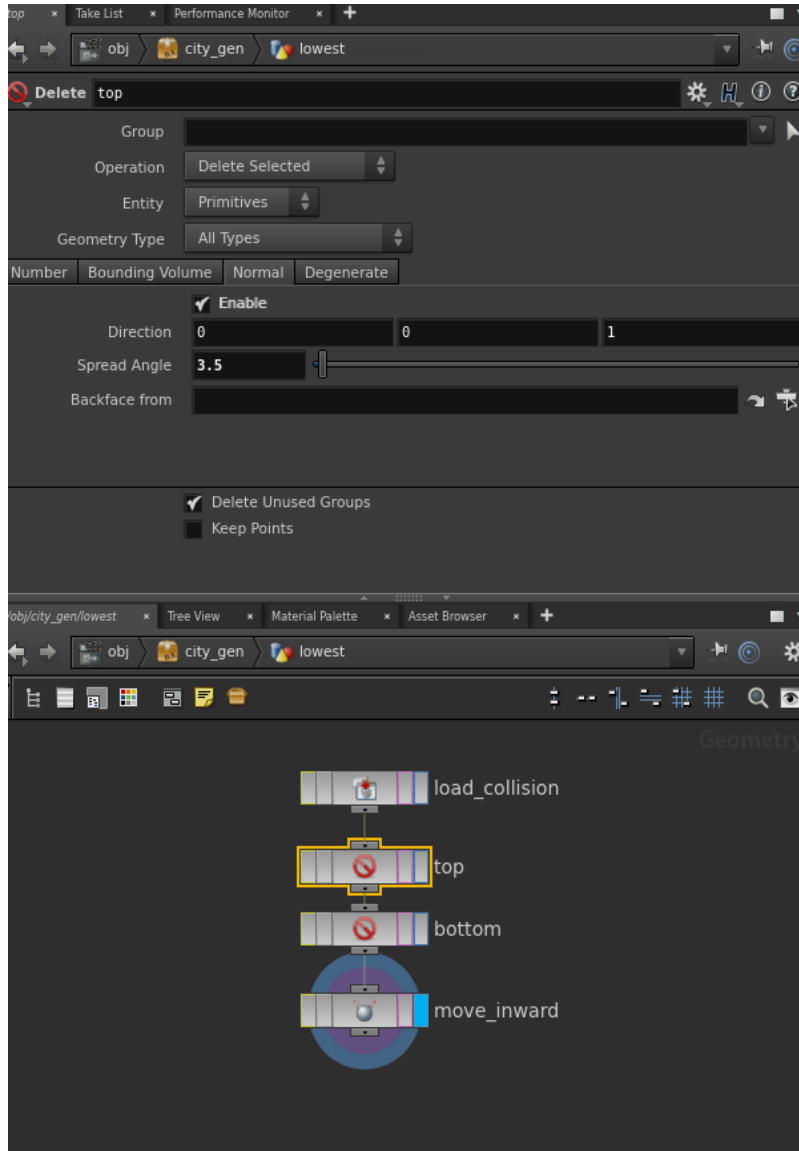 top × Take List × Performance Monitor × +
obj city_gen lowest
Delete top
Group
Operation Delete Selected
Entity Primitives
Geometry Type All Types
Number Bounding Volume Normal Degenerate
Enable
Direction 0 0 1
Spread Angle 3.5
Backface from
Delete Unused Groups
Keep Points
/obj/city_gen/lowest × Tree View × Material Palette × Asset Browser × +
obj city_gen lowest
Geometry
load_collision
top
bottom
move_inward